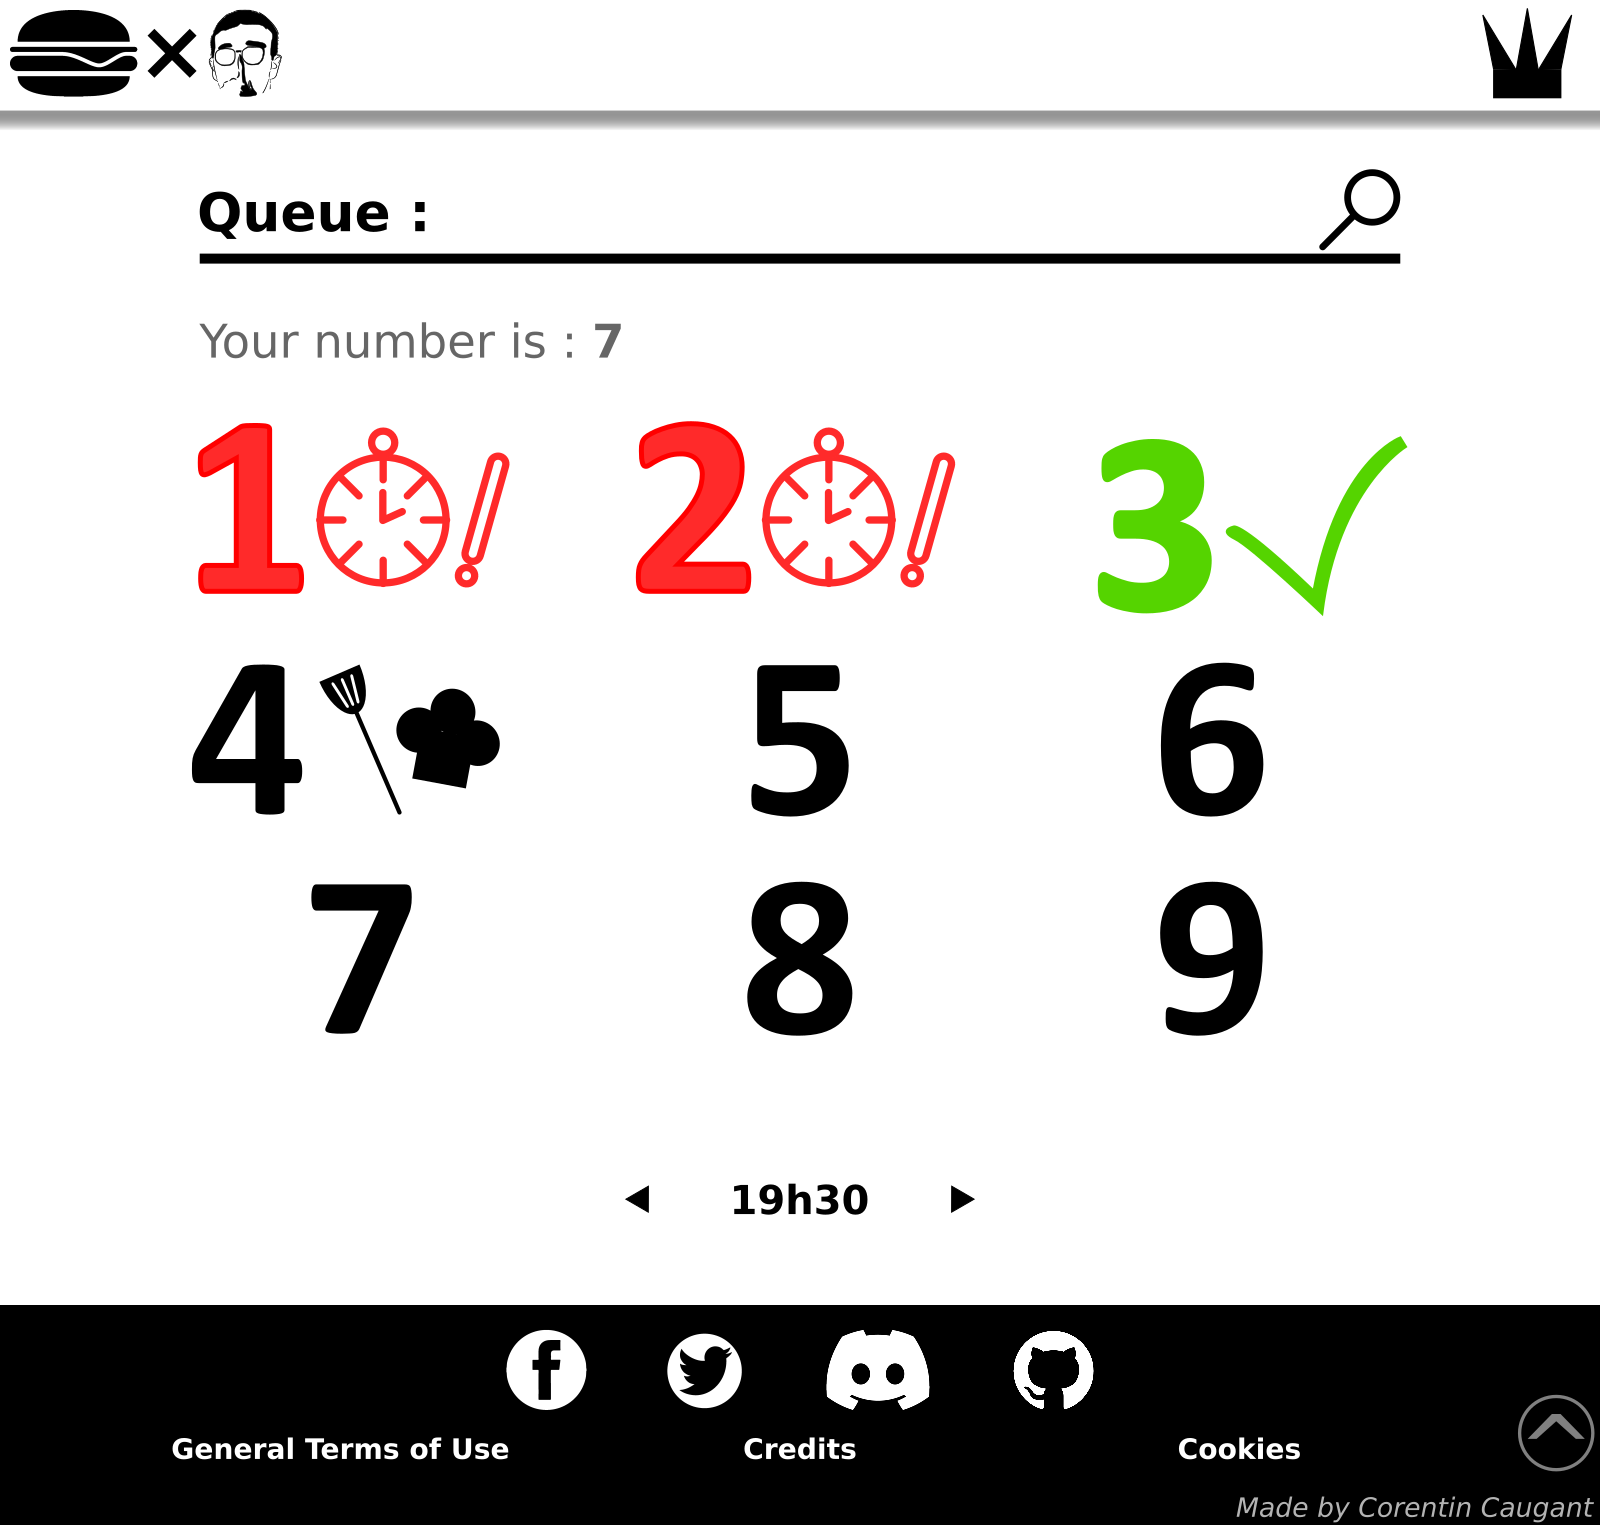 Queue :
Your number is : 7
1 2 3
4 5 6
7 8 9
19h30
General Terms of Use Credits Cookies
Made by Corentin Caugant